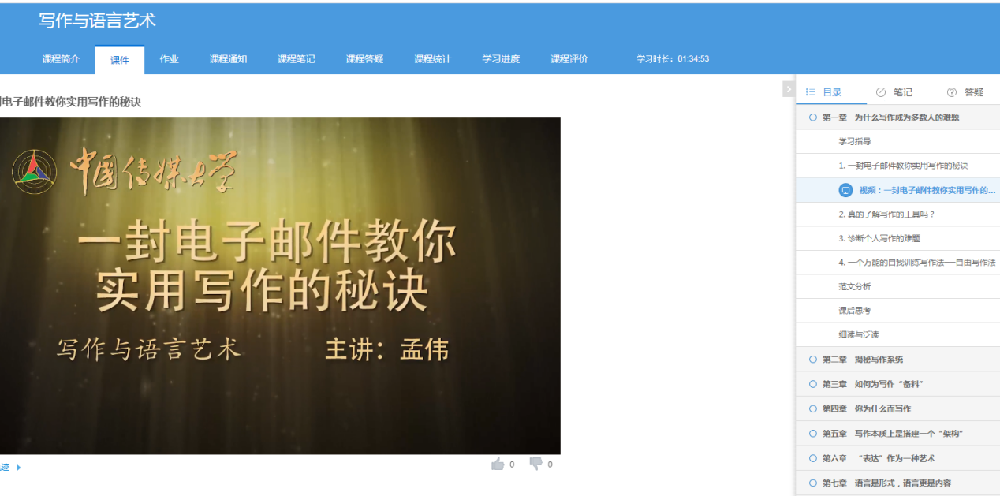 写作与语言艺术
课程简介 课件 作业 课程通知 课程笔记 课程答疑 课程统计 学习进度 课程评价 学习时长：01:34:53
电子邮件教你实用写作的秘诀
中国传媒大学
一封电子邮件教你
实用写作的秘诀
写作与语言艺术 主讲：孟伟
迹
0 0
目录 笔记 答疑
第一章 为什么写作成为多数人的难题
学习指导
1. 一封电子邮件教你实用写作的秘诀
视频：一封电子邮件教你实用写作的...
2. 真的了解写作的工具吗？
3. 诊断个人写作的难题
4. 一个万能的自我训练写作法——自由写作法
范文分析
课后思考
细读与泛读
第二章 揭秘写作系统
第三章 如何为写作“备料”
第四章 你为什么而写作
第五章 写作本质上是搭建一个“架构”
第六章 “表达”作为一种艺术
第七章 语言是形式，语言更是内容